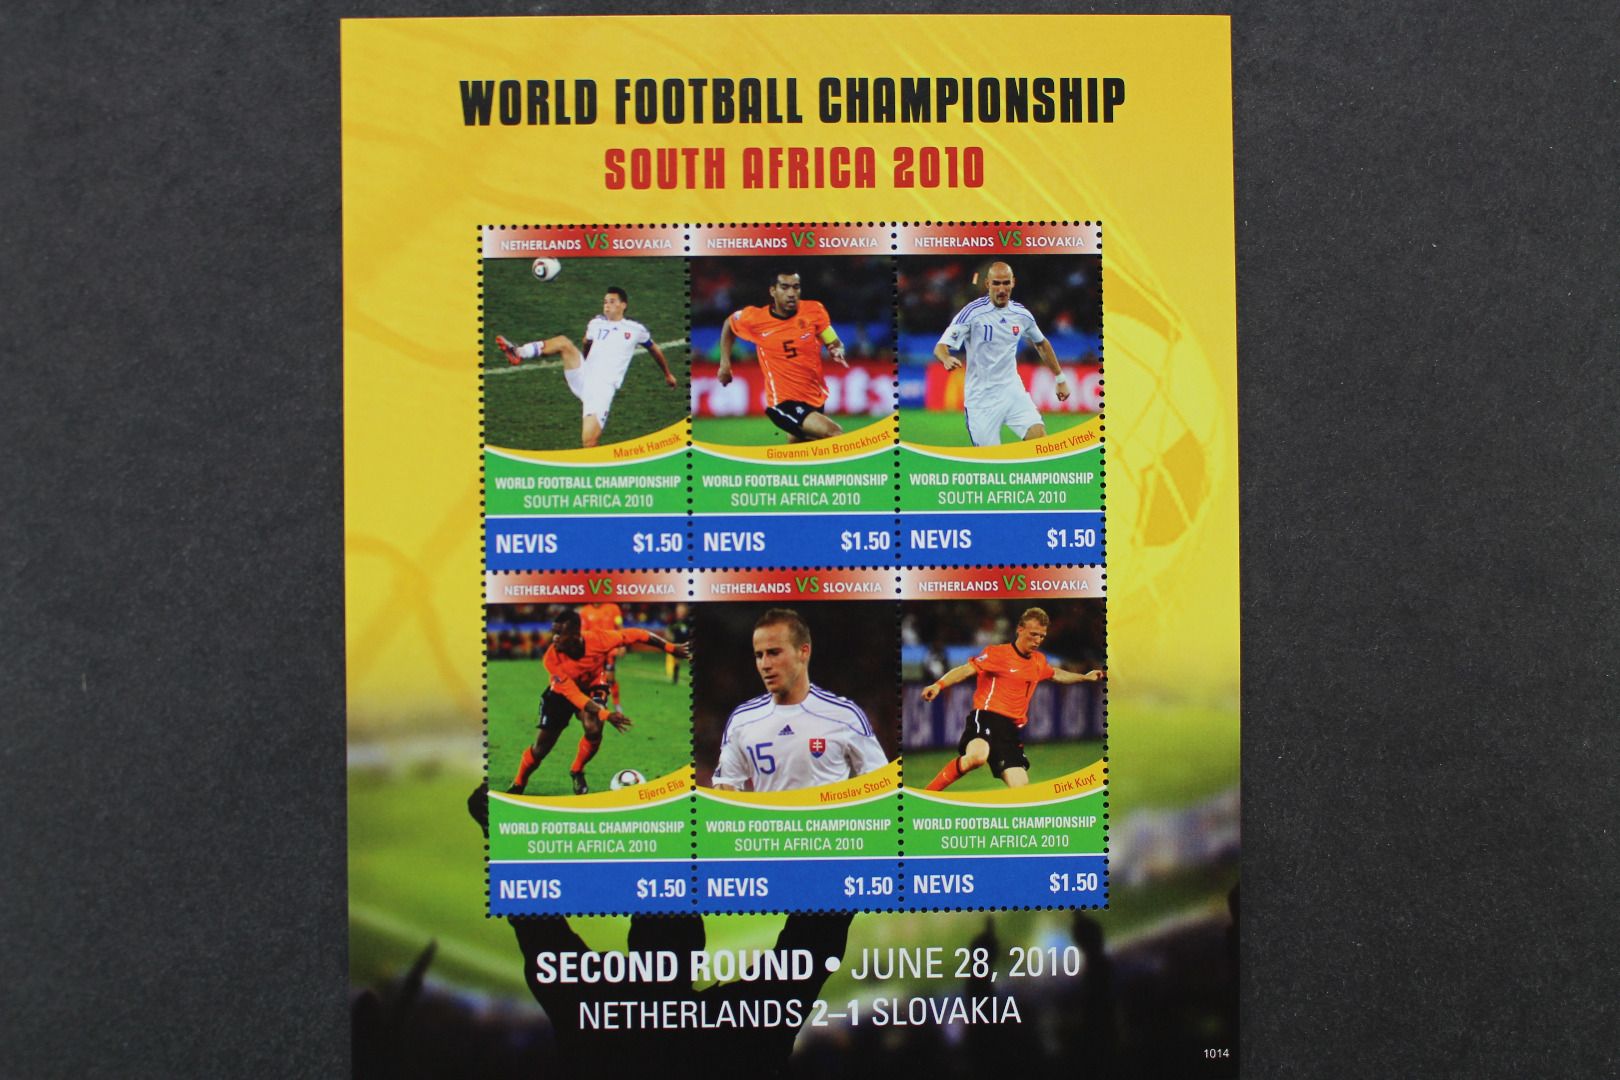 WORLD FOOTBALL CHAMPIONSHIP
SOUTH AFRICA 2010
NETHERLANDS VS SLOVAKIA
17
Marek Hamsik
WORLD FOOTBALL CHAMPIONSHIP
SOUTH AFRICA 2010
NEVIS $1.50
NETHERLANDS VS SLOVAKIA
5
Giovanni Van Bronckhorst
WORLD FOOTBALL CHAMPIONSHIP
SOUTH AFRICA 2010
NEVIS $1.50
NETHERLANDS VS SLOVAKIA
11
Robert Vittek
WORLD FOOTBALL CHAMPIONSHIP
SOUTH AFRICA 2010
NEVIS $1.50
NETHERLANDS VS SLOVAKIA
Eljero Elia
WORLD FOOTBALL CHAMPIONSHIP
SOUTH AFRICA 2010
NEVIS $1.50
NETHERLANDS VS SLOVAKIA
15
Miroslav Stoch
WORLD FOOTBALL CHAMPIONSHIP
SOUTH AFRICA 2010
NEVIS $1.50
NETHERLANDS VS SLOVAKIA
7
Dirk Kuyt
WORLD FOOTBALL CHAMPIONSHIP
SOUTH AFRICA 2010
NEVIS $1.50
SECOND ROUND • JUNE 28, 2010
NETHERLANDS 2–1 SLOVAKIA
1014